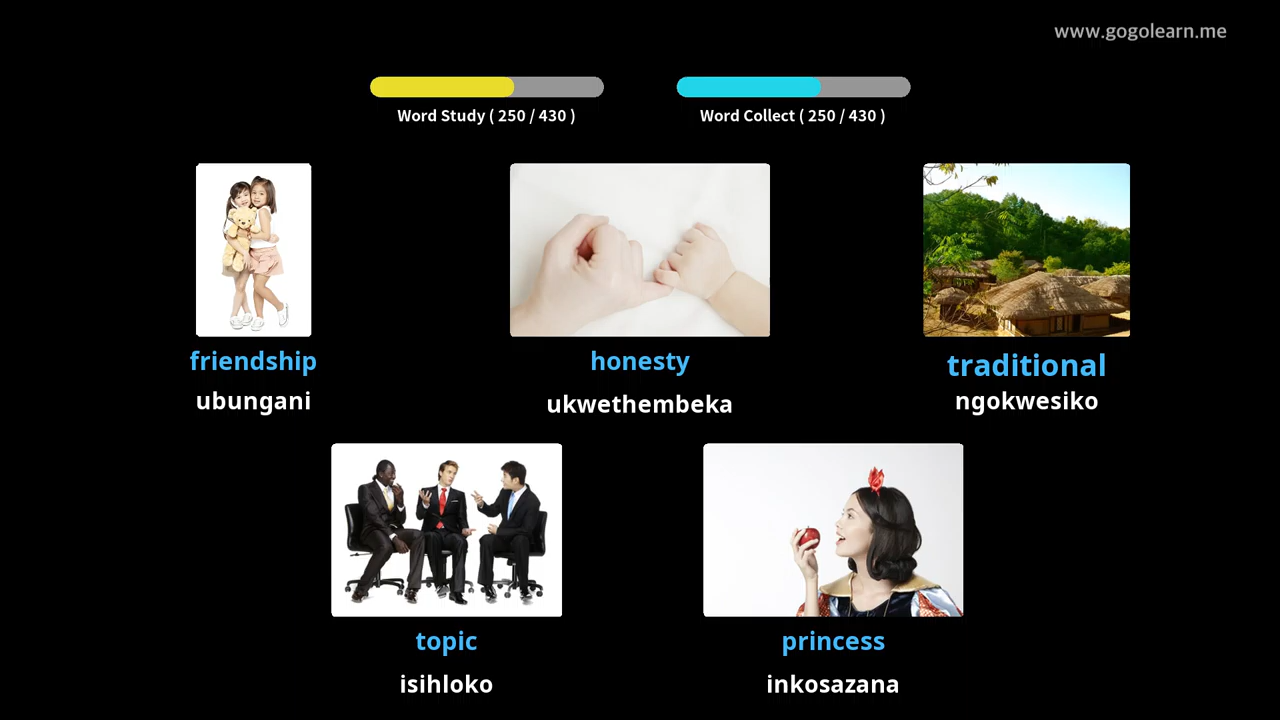 www.gogolearn.me
Word Study ( 250 / 430 )
Word Collect ( 250 / 430 )
friendship
ubungani
honesty
ukwethembeka
traditional
ngokwesiko
topic
isihloko
princess
inkosazana